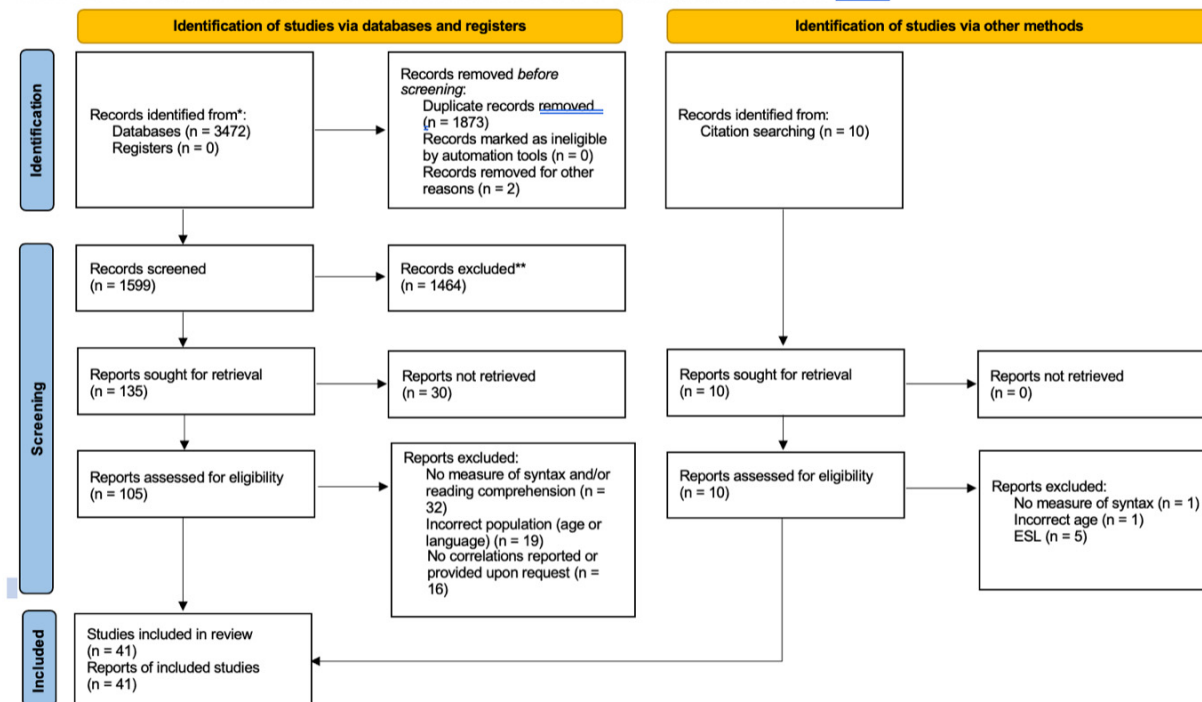 Identification of studies via databases and registers
Identification of studies via other methods
Identification
Records identified from*:
Databases (n = 3472)
Registers (n = 0)
Records removed before
screening:
Duplicate records removed
(n = 1873)
Records marked as ineligible
by automation tools (n = 0)
Records removed for other
reasons (n = 2)
Records identified from:
Citation searching (n = 10)
Screening
Records screened
(n = 1599)
Records excluded**
(n = 1464)
Reports sought for retrieval
(n = 135)
Reports not retrieved
(n = 30)
Reports sought for retrieval
(n = 10)
Reports not retrieved
(n = 0)
Reports assessed for eligibility
(n = 105)
Reports excluded:
No measure of syntax and/or
reading comprehension (n =
32)
Incorrect population (age or
language) (n = 19)
No correlations reported or
provided upon request (n =
16)
Reports assessed for eligibility
(n = 10)
Reports excluded:
No measure of syntax (n = 1)
Incorrect age (n = 1)
ESL (n = 5)
Included
Studies included in review
(n = 41)
Reports of included studies
(n = 41)